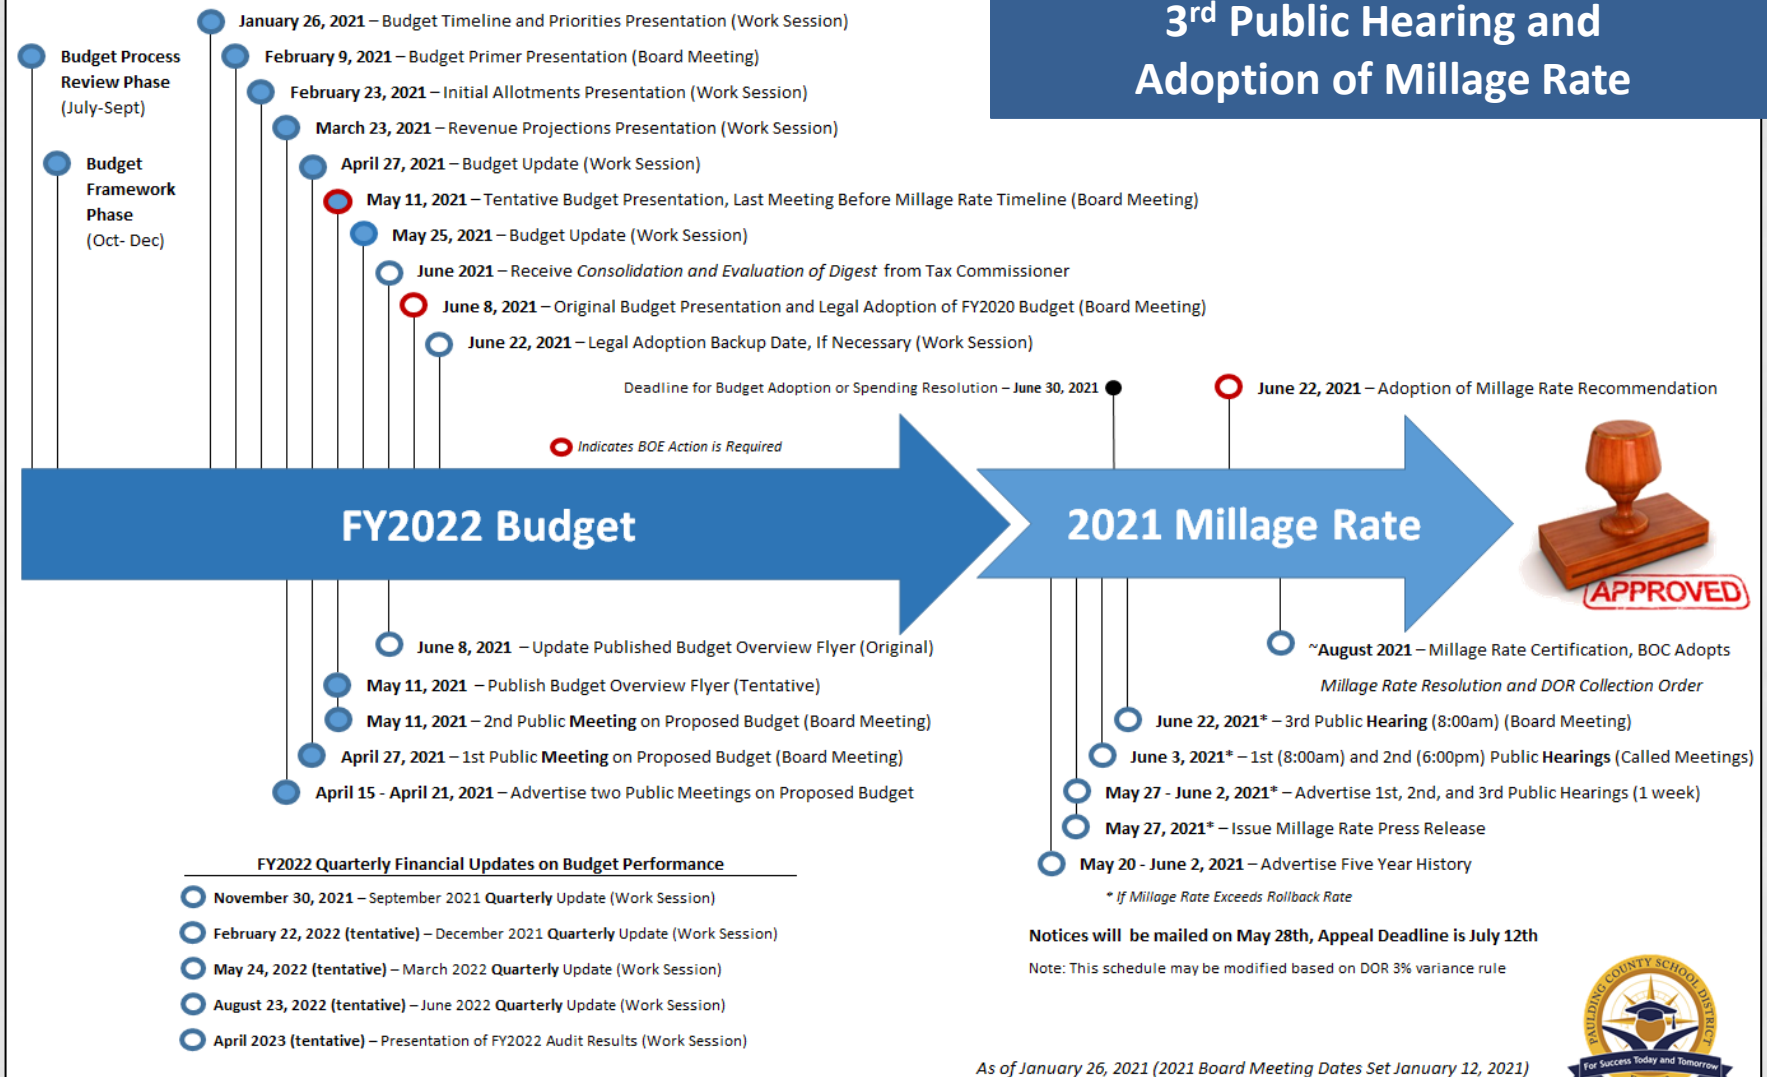 3rd Public Hearing and
Adoption of Millage Rate
January 26, 2021 – Budget Timeline and Priorities Presentation (Work Session)
Budget Process
Review Phase
(July-Sept)
February 9, 2021 – Budget Primer Presentation (Board Meeting)
February 23, 2021 – Initial Allotments Presentation (Work Session)
March 23, 2021 – Revenue Projections Presentation (Work Session)
Budget
Framework
Phase
(Oct- Dec)
April 27, 2021 – Budget Update (Work Session)
May 11, 2021 – Tentative Budget Presentation, Last Meeting Before Millage Rate Timeline (Board Meeting)
May 25, 2021 – Budget Update (Work Session)
June 2021 – Receive Consolidation and Evaluation of Digest from Tax Commissioner
June 8, 2021 – Original Budget Presentation and Legal Adoption of FY2020 Budget (Board Meeting)
June 22, 2021 – Legal Adoption Backup Date, If Necessary (Work Session)
Deadline for Budget Adoption or Spending Resolution – June 30, 2021
June 22, 2021 – Adoption of Millage Rate Recommendation
Indicates BOE Action is Required
FY2022 Budget
2021 Millage Rate
APPROVED
June 8, 2021 – Update Published Budget Overview Flyer (Original)
May 11, 2021 – Publish Budget Overview Flyer (Tentative)
May 11, 2021 – 2nd Public Meeting on Proposed Budget (Board Meeting)
April 27, 2021 – 1st Public Meeting on Proposed Budget (Board Meeting)
April 15 - April 21, 2021 – Advertise two Public Meetings on Proposed Budget
~August 2021 – Millage Rate Certification, BOC Adopts
Millage Rate Resolution and DOR Collection Order
June 22, 2021* – 3rd Public Hearing (8:00am) (Board Meeting)
June 3, 2021* – 1st (8:00am) and 2nd (6:00pm) Public Hearings (Called Meetings)
May 27 - June 2, 2021* – Advertise 1st, 2nd, and 3rd Public Hearings (1 week)
May 27, 2021* – Issue Millage Rate Press Release
May 20 - June 2, 2021 – Advertise Five Year History
* If Millage Rate Exceeds Rollback Rate
FY2022 Quarterly Financial Updates on Budget Performance
November 30, 2021 – September 2021 Quarterly Update (Work Session)
February 22, 2022 (tentative) – December 2021 Quarterly Update (Work Session)
May 24, 2022 (tentative) – March 2022 Quarterly Update (Work Session)
August 23, 2022 (tentative) – June 2022 Quarterly Update (Work Session)
April 2023 (tentative) – Presentation of FY2022 Audit Results (Work Session)
Notices will be mailed on May 28th, Appeal Deadline is July 12th
Note: This schedule may be modified based on DOR 3% variance rule
As of January 26, 2021 (2021 Board Meeting Dates Set January 12, 2021)
PAULDING COUNTY SCHOOL DISTRICT
For Success Today and Tomorrow